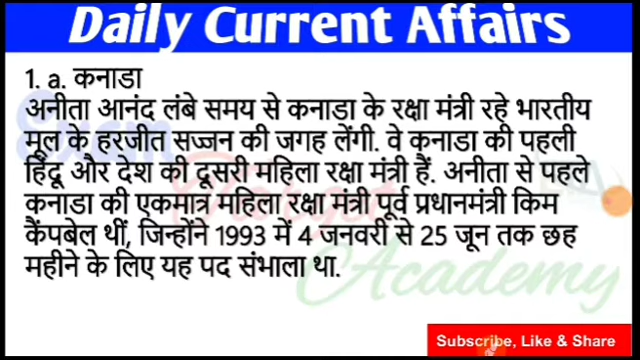 Daily Current Affairs
1. a. कनाडा
अनीता आनंद लंबे समय से कनाडा के रक्षा मंत्री रहे भारतीय
मूल के हरजीत सज्जन की जगह लेंगी. वे कनाडा की पहली
हिंदू और देश की दूसरी महिला रक्षा मंत्री हैं. अनीता से पहले
कनाडा की एकमात्र महिला रक्षा मंत्री पूर्व प्रधानमंत्री किम
कैंपबेल थीं, जिन्होंने 1993 में 4 जनवरी से 25 जून तक छह
महीने के लिए यह पद संभाला था.
Exam
Target
Academy
Subscribe, Like & Share